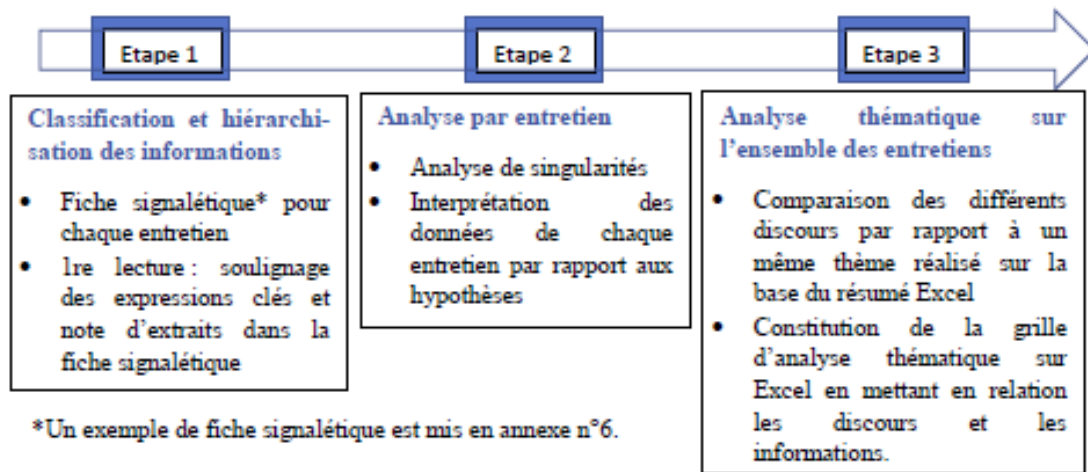 Etape 1
Etape 2
Etape 3
Classification et hiérarchi-
sation des informations
• Fiche signalétique* pour
chaque entretien
• 1re lecture : soulignage
des expressions clés et
note d'extraits dans la
fiche signalétique
Analyse par entretien
• Analyse de singularités
• Interprétation des
données de chaque
entretien par rapport aux
hypothèses
Analyse thématique sur
l'ensemble des entretiens
• Comparaison des différents
discours par rapport à un
même thème réalisé sur la
base du résumé Excel
• Constitution de la grille
d'analyse thématique sur
Excel en mettant en relation
les discours et les
informations.
*Un exemple de fiche signalétique est mis en annexe n°6.